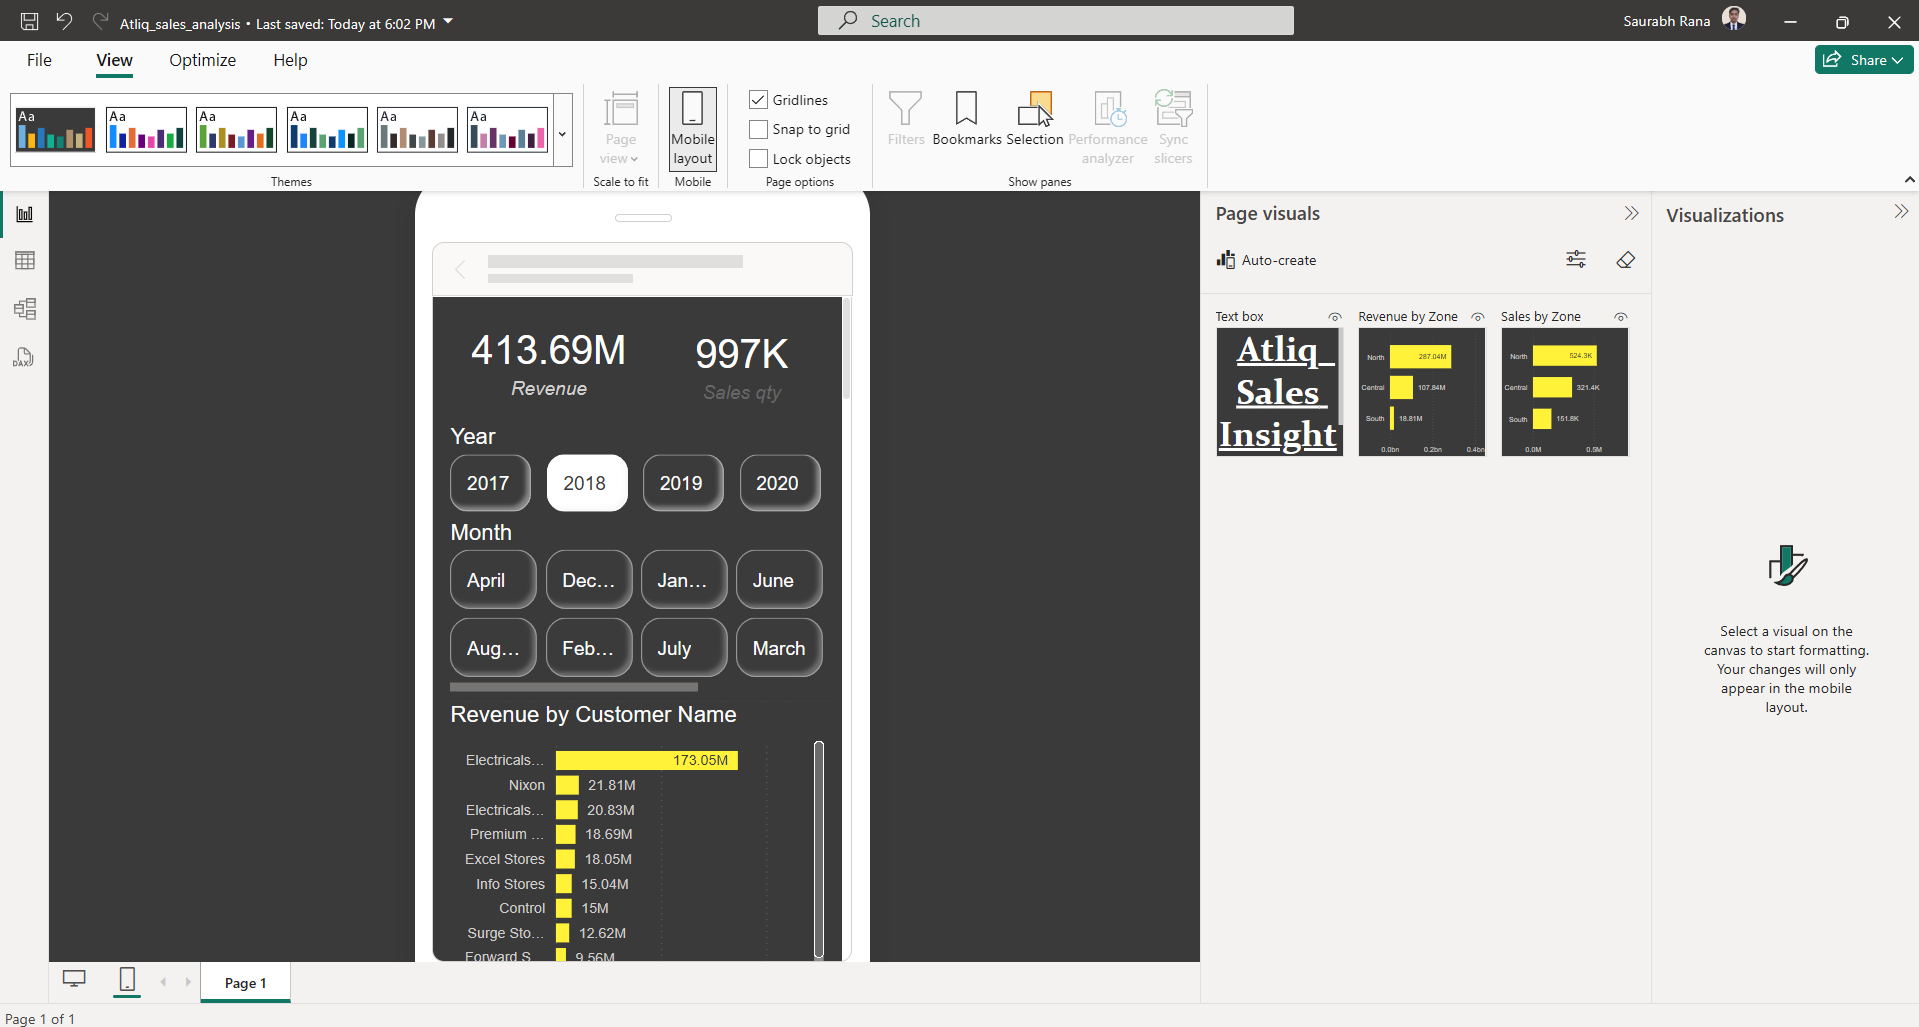 Atliq_sales_analysis • Last saved: Today at 6:02 PM
Search
Saurabh Rana
File View Optimize Help
Share
Aa Aa Aa Aa Aa Aa
Themes
Page view
Scale to fit
Mobile layout
Mobile
Gridlines
Snap to grid
Lock objects
Page options
Filters
Bookmarks
Selection
Performance analyzer
Sync slicers
Show panes
DAX
413.69M
Revenue
997K
Sales qty
Year
2017 2018 2019 2020
Month
April Dec... Jan... June
Aug... Feb... July March
Revenue by Customer Name
Electricals... 173.05M
Nixon 21.81M
Electricals... 20.83M
Premium ... 18.69M
Excel Stores 18.05M
Info Stores 15.04M
Control 15M
Surge Sto... 12.62M
Forward S... 9.56M
Page visuals
Auto-create
Text box
Atliq_
Sales
Insight
Revenue by Zone
North 287.04M
Central 107.84M
South 18.81M
0.0bn 0.2bn 0.4bn
Sales by Zone
North 524.3K
Central 321.4K
South 151.8K
0.0M 0.5M
Visualizations
Select a visual on the
canvas to start formatting.
Your changes will only
appear in the mobile
layout.
Page 1
Page 1 of 1